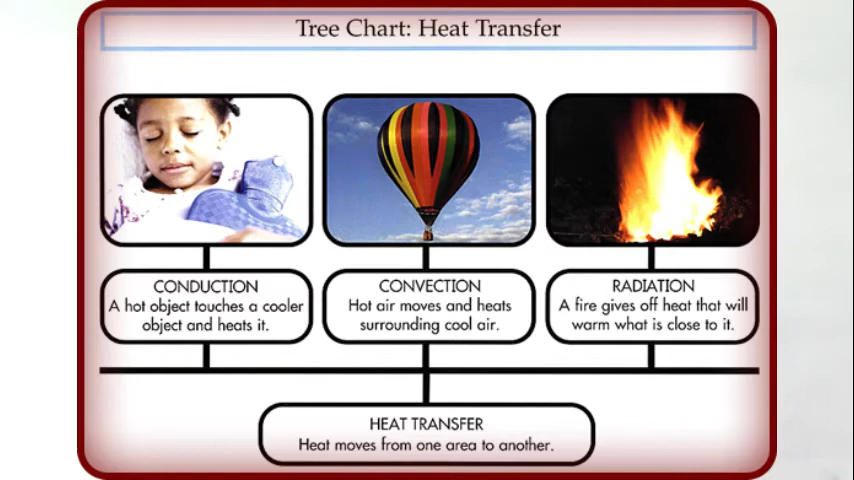 Tree Chart: Heat Transfer
CONDUCTION
A hot object touches a cooler
object and heats it.
CONVECTION
Hot air moves and heats
surrounding cool air.
RADIATION
A fire gives off heat that will
warm what is close to it.
HEAT TRANSFER
Heat moves from one area to another.